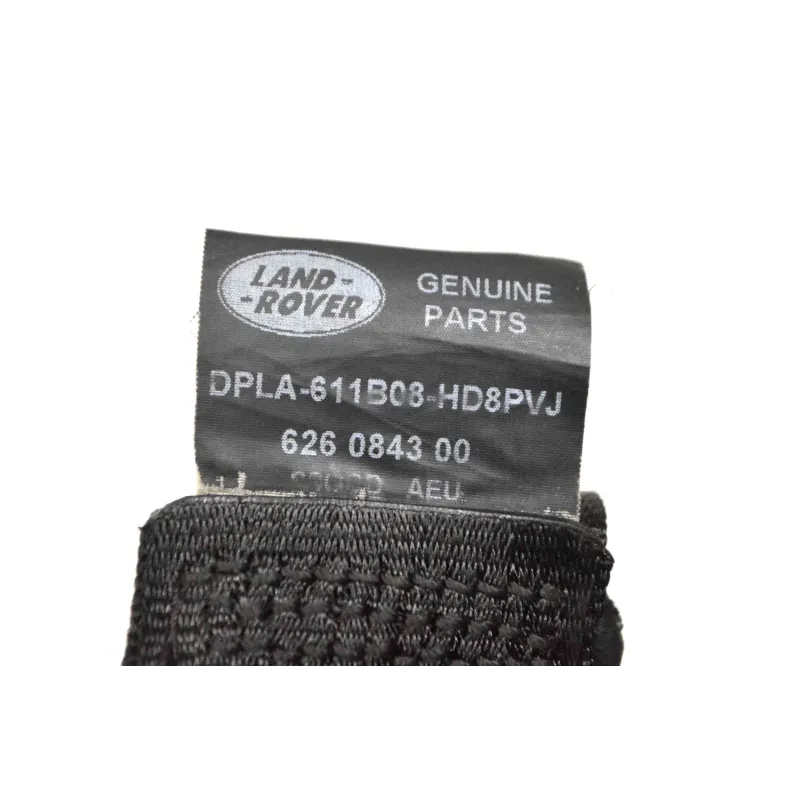 LAND-
-ROVER
GENUINE
PARTS
DPLA-611B08-HD8PVJ
626 0843 00
AEU